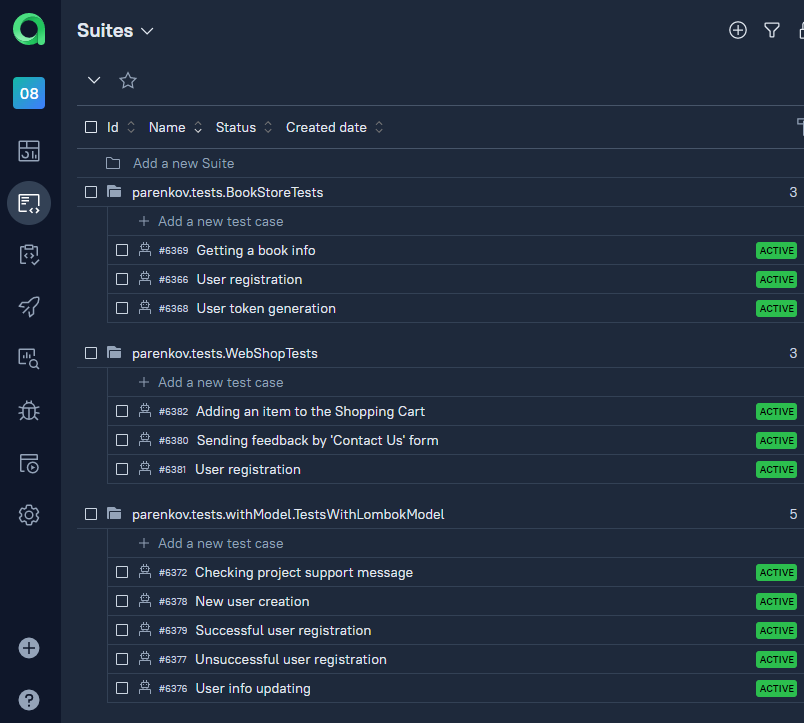 Suites
08
Id Name Status Created date
Add a new Suite
parenkov.tests.BookStoreTests 3
+ Add a new test case
#6369 Getting a book info ACTIVE
#6366 User registration ACTIVE
#6368 User token generation ACTIVE
parenkov.tests.WebShopTests 3
+ Add a new test case
#6382 Adding an item to the Shopping Cart ACTIVE
#6380 Sending feedback by 'Contact Us' form ACTIVE
#6381 User registration ACTIVE
parenkov.tests.withModel.TestsWithLombokModel 5
+ Add a new test case
#6372 Checking project support message ACTIVE
#6378 New user creation ACTIVE
#6379 Successful user registration ACTIVE
#6377 Unsuccessful user registration ACTIVE
#6376 User info updating ACTIVE